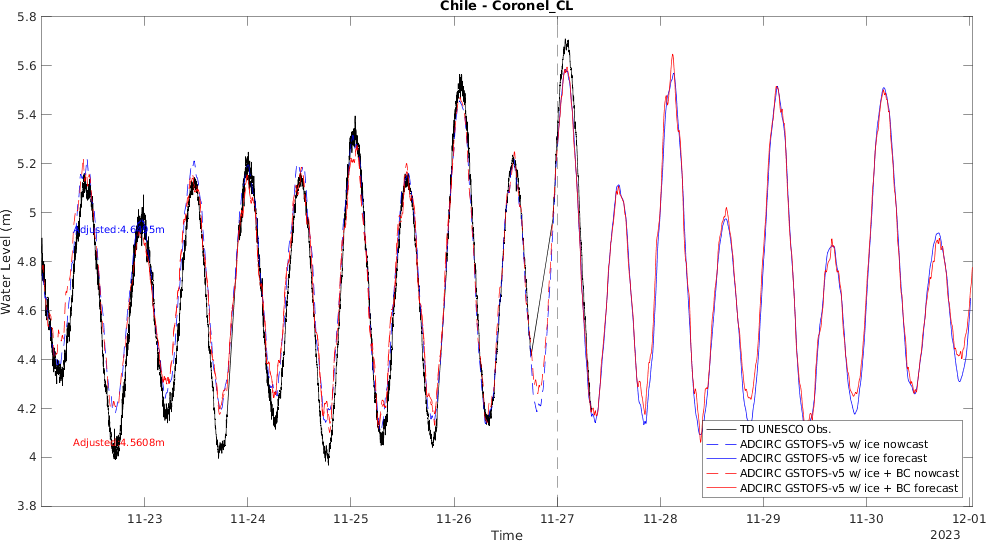 Chile - Coronel_CL
5.8
5.6
5.4
5.2
5
4.8
4.6
4.4
4.2
4
3.8
Water Level (m)
Adjusted:4.5608m
TD UNESCO Obs.
ADCIRC GSTOFS-v5 w/ ice nowcast
ADCIRC GSTOFS-v5 w/ ice forecast
ADCIRC GSTOFS-v5 w/ ice + BC nowcast
ADCIRC GSTOFS-v5 w/ ice + BC forecast
11-23
11-24
11-25
11-26
11-27
11-28
11-29
11-30
12-01
Time
2023